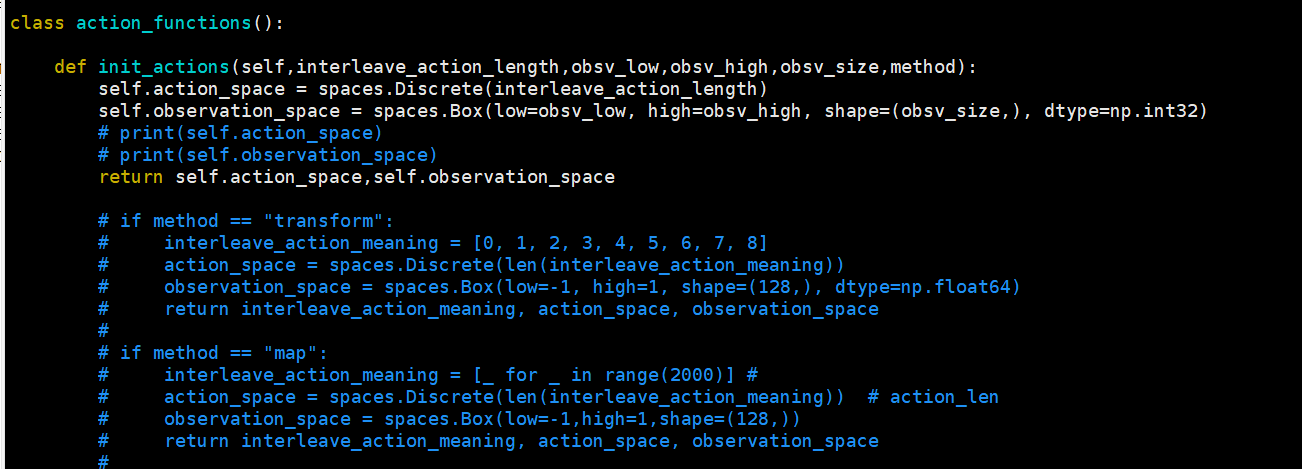 class action_functions():
    def init_actions(self,interleave_action_length,obsv_low,obsv_high,obsv_size,method):
        self.action_space = spaces.Discrete(interleave_action_length)
        self.observation_space = spaces.Box(low=obsv_low, high=obsv_high, shape=(obsv_size,), dtype=np.int32)
        # print(self.action_space)
        # print(self.observation_space)
        return self.action_space,self.observation_space
        # if method == "transform":
        #     interleave_action_meaning = [0, 1, 2, 3, 4, 5, 6, 7, 8]
        #     action_space = spaces.Discrete(len(interleave_action_meaning))
        #     observation_space = spaces.Box(low=-1, high=1, shape=(128,), dtype=np.float64)
        #     return interleave_action_meaning, action_space, observation_space
        #
        # if method == "map":
        #     interleave_action_meaning = [_ for _ in range(2000)] #
        #     action_space = spaces.Discrete(len(interleave_action_meaning))  # action_len
        #     observation_space = spaces.Box(low=-1,high=1,shape=(128,))
        #     return interleave_action_meaning, action_space, observation_space
        #